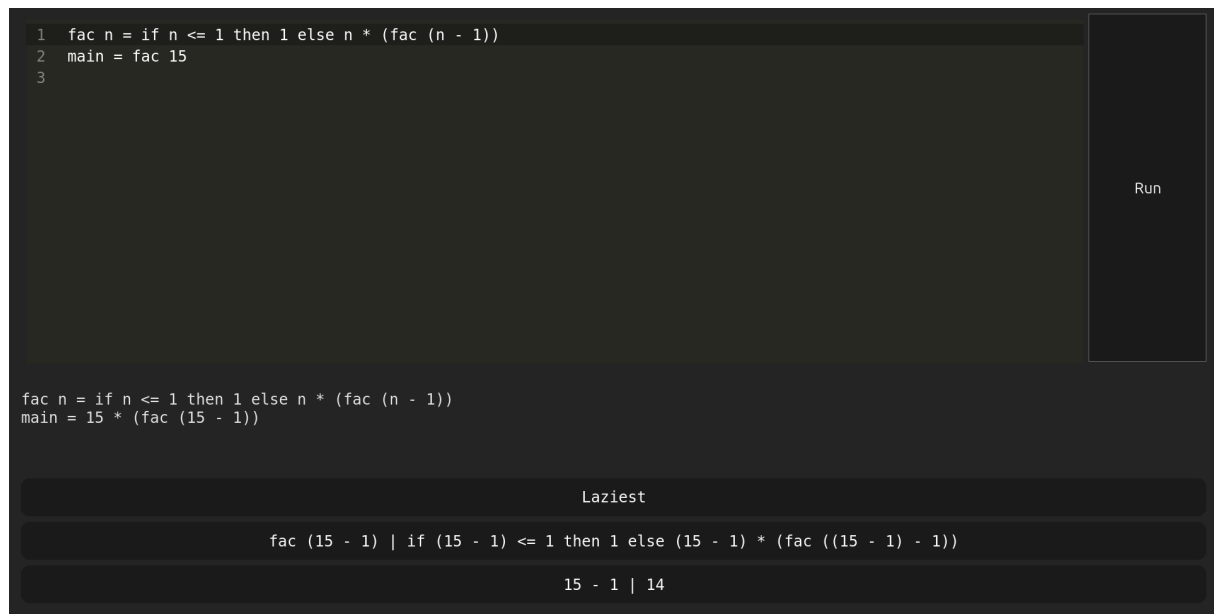 1 fac n = if n <= 1 then 1 else n * (fac (n - 1))
2 main = fac 15
3
Run
fac n = if n <= 1 then 1 else n * (fac (n - 1))
main = 15 * (fac (15 - 1))
Laziest
fac (15 - 1) | if (15 - 1) <= 1 then 1 else (15 - 1) * (fac ((15 - 1) - 1))
15 - 1 | 14